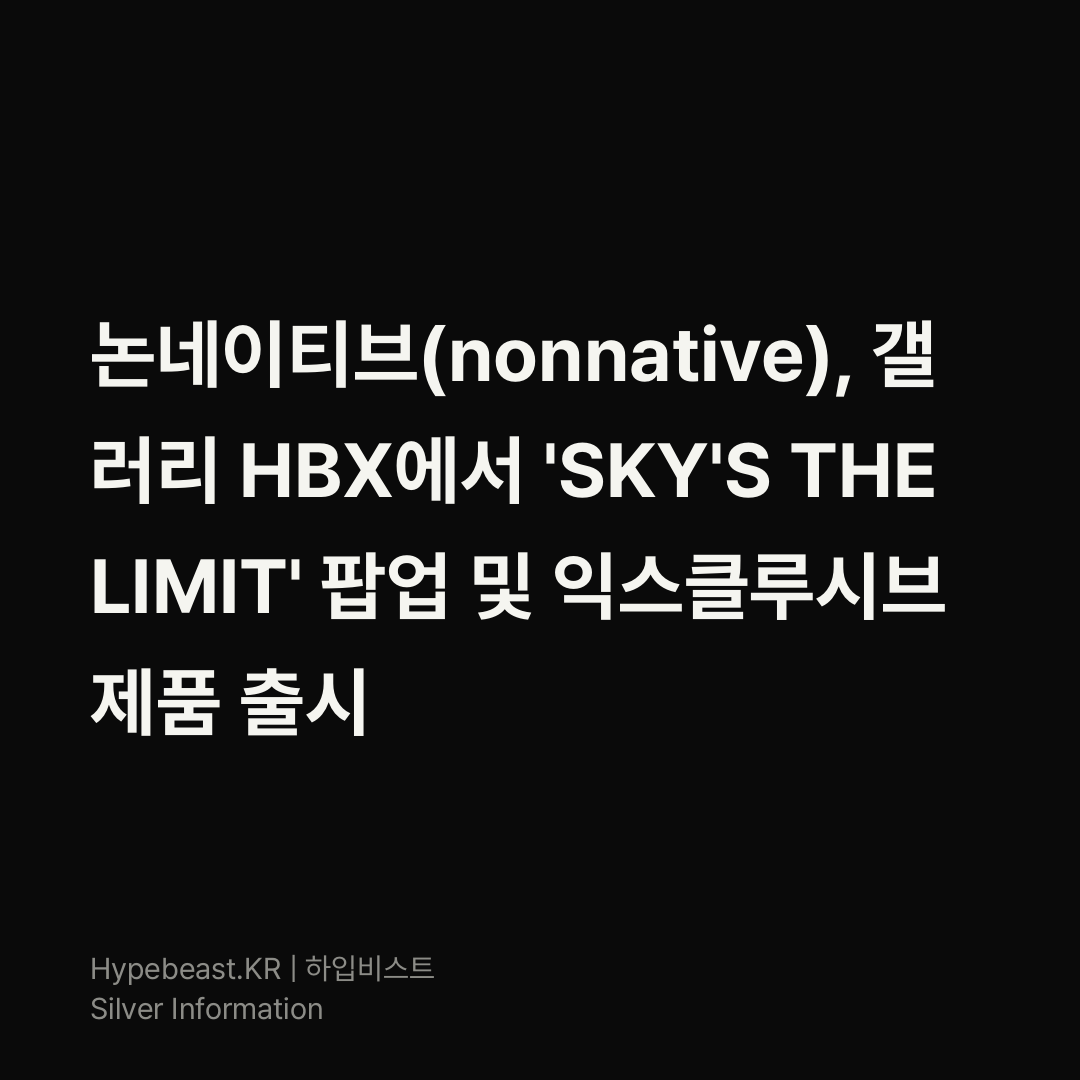 논네이티브(nonnative), 갤
러리 HBX에서 'SKY'S THE
LIMIT' 팝업 및 익스클루시브
제품 출시
Hypebeast.KR | 하입비스트
Silver Information